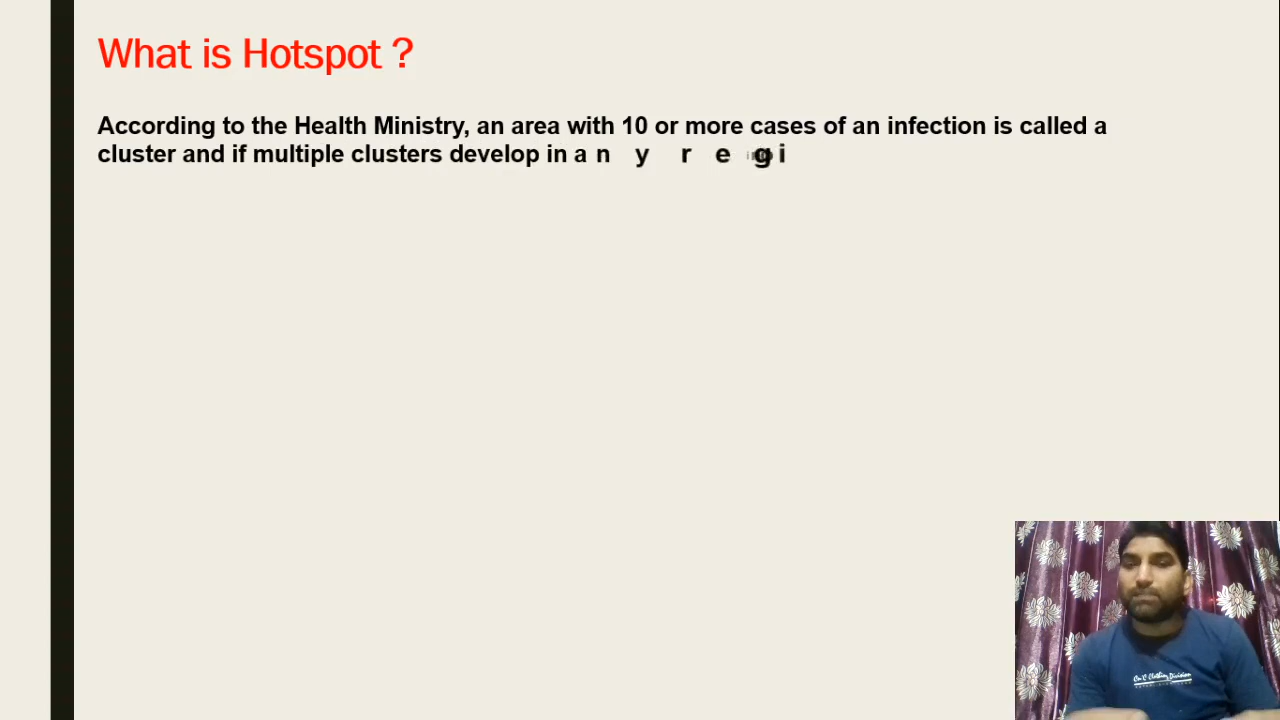 What is Hotspot ?
According to the Health Ministry, an area with 10 or more cases of an infection is called a
cluster and if multiple clusters develop in a n y r e g i